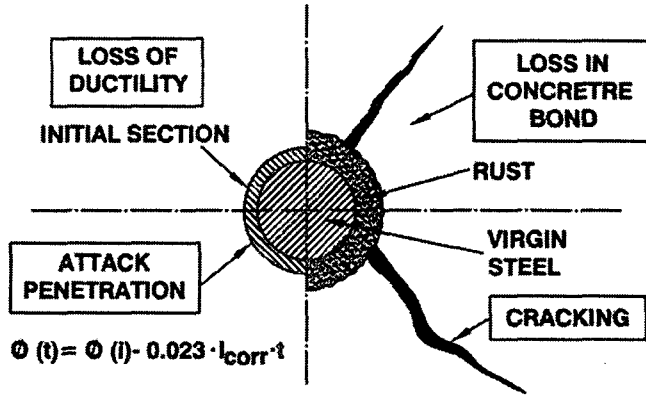 LOSS OF
DUCTILITY
INITIAL SECTION
ATTACK
PENETRATION
Φ (t) = Φ (i)- 0.023 · Icorr · t
LOSS IN
CONCRETRE
BOND
RUST
VIRGIN
STEEL
CRACKING